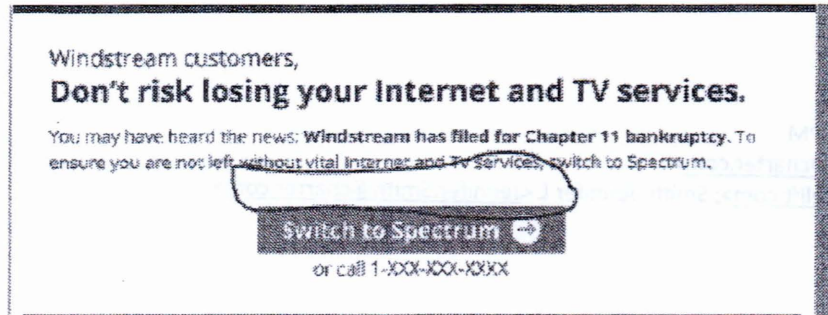 Windstream customers,
Don't risk losing your Internet and TV services.
You may have heard the news: Windstream has filed for Chapter 11 bankruptcy. To
ensure you are not left without vital Internet and TV services, switch to Spectrum.
Switch to Spectrum
or call 1-XXX-XXX-XXXX